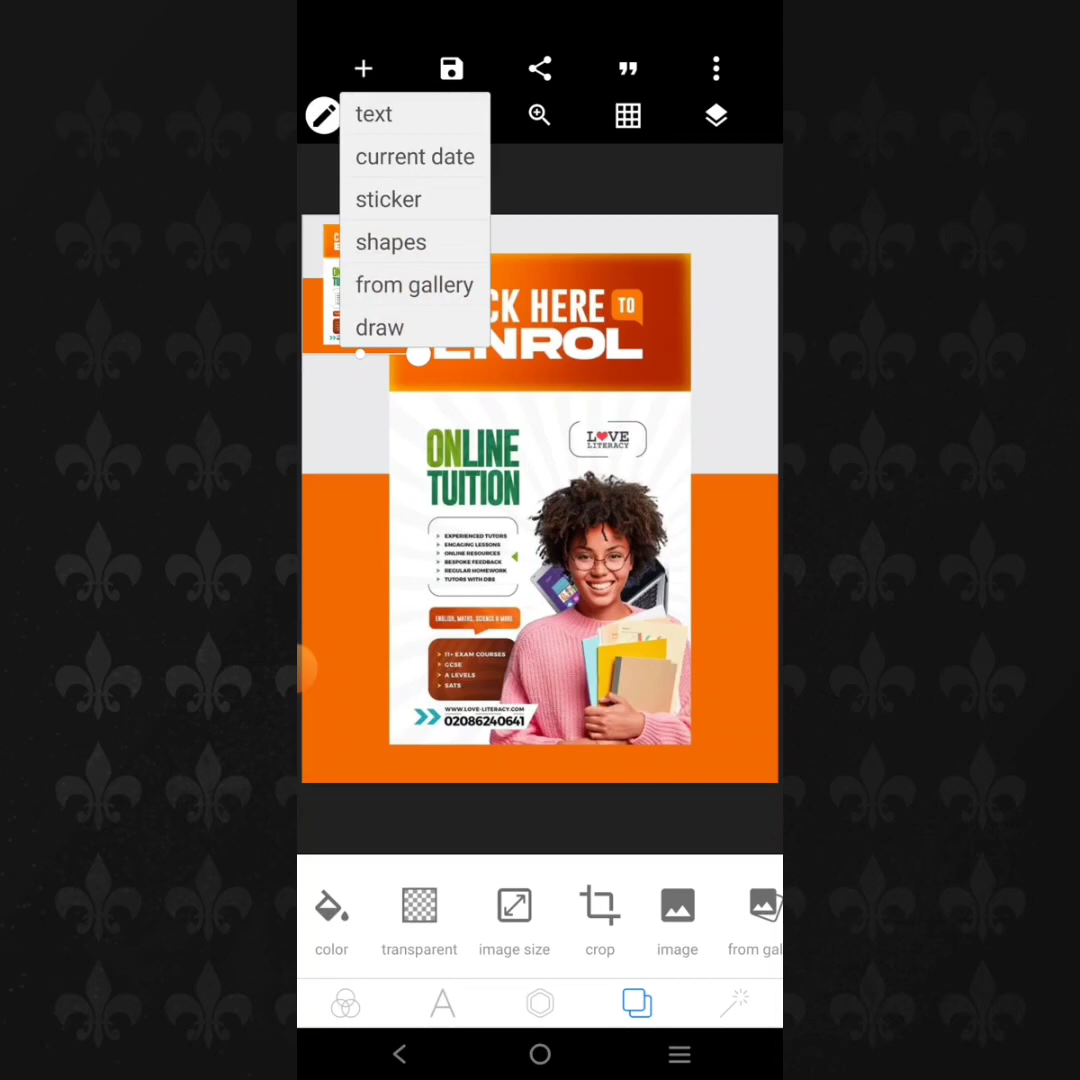 text
current date
sticker
shapes
from gallery
draw
CK HERE TO
ENROL
ONLINE
TUITION
LOVE
LITERACY
EXPERIENCED TUTORS
ENGAGING LESSONS
ONLINE RESOURCES
BESPOKE FEEDBACK
REGULAR HOMEWORK
TUTORS WITH DBS
ENGLISH, MATHS, SCIENCE & MORE
11+ EXAM COURSES
GCSE
A LEVELS
SATS
WWW.LOVE-LITERACY.COM
02086240641
color
transparent
image size
crop
image
from gal